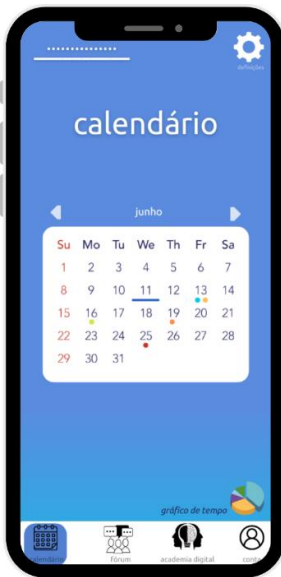 definições
calendário
junho
Su Mo Tu We Th Fr Sa
1 2 3 4 5 6 7
8 9 10 11 12 13 14
15 16 17 18 19 20 21
22 23 24 25 26 27 28
29 30 31
gráfico de tempo
calendário fórum academia digital conta